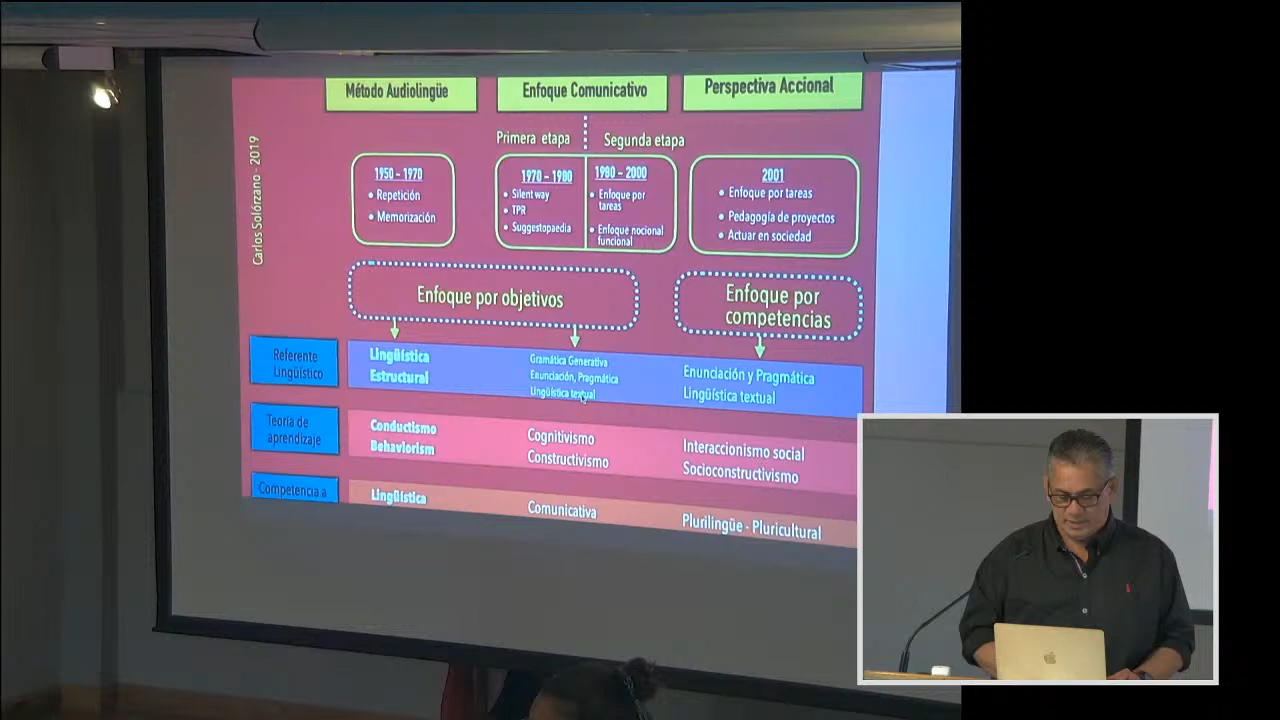 Método Audiolingüe
Enfoque Comunicativo
Perspectiva Accional
Primera etapa
Segunda etapa
Carlos Solórzano - 2019
1950 – 1970
• Repetición
• Memorización
1970 – 1980
• Silent way
• TPR
• Suggestopaedia
1980 – 2000
• Enfoque por
tareas
• Enfoque nocional
funcional
2001
• Enfoque por tareas
• Pedagogía de proyectos
• Actuar en sociedad
Enfoque por objetivos
Enfoque por
competencias
Referente
Lingüístico
Lingüística
Estructural
Gramática Generativa
Enunciación, Pragmática
Lingüística textual
Enunciación y Pragmática
Lingüística textual
Teoría de
aprendizaje
Conductismo
Behaviorism
Cognitivismo
Constructivismo
Interaccionismo social
Socioconstructivismo
Competencia a
Lingüística
Comunicativa
Plurilingüe - Pluricultural